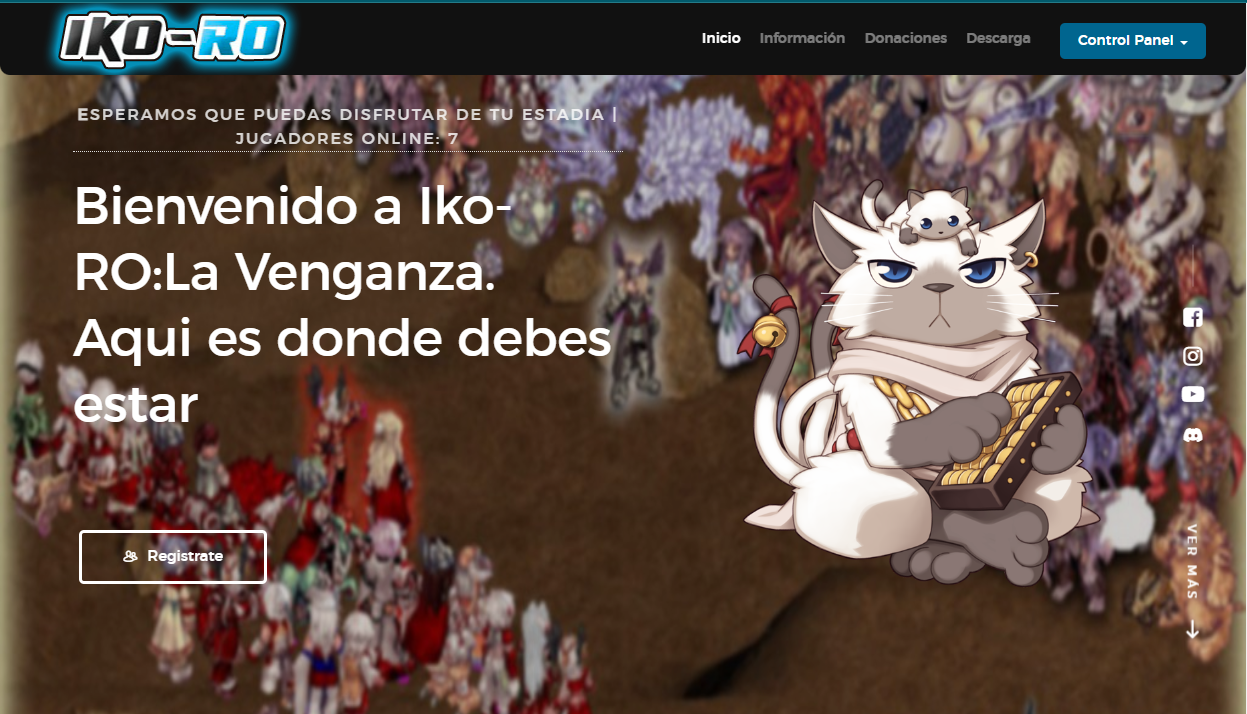 IKO-RO
Inicio Información Donaciones Descarga Control Panel
ESPERAMOS QUE PUEDAS DISFRUTAR DE TU ESTADIA |
JUGADORES ONLINE: 7
Bienvenido a Iko-
RO:La Venganza.
Aqui es donde debes
estar
Registrate
VER MÁS